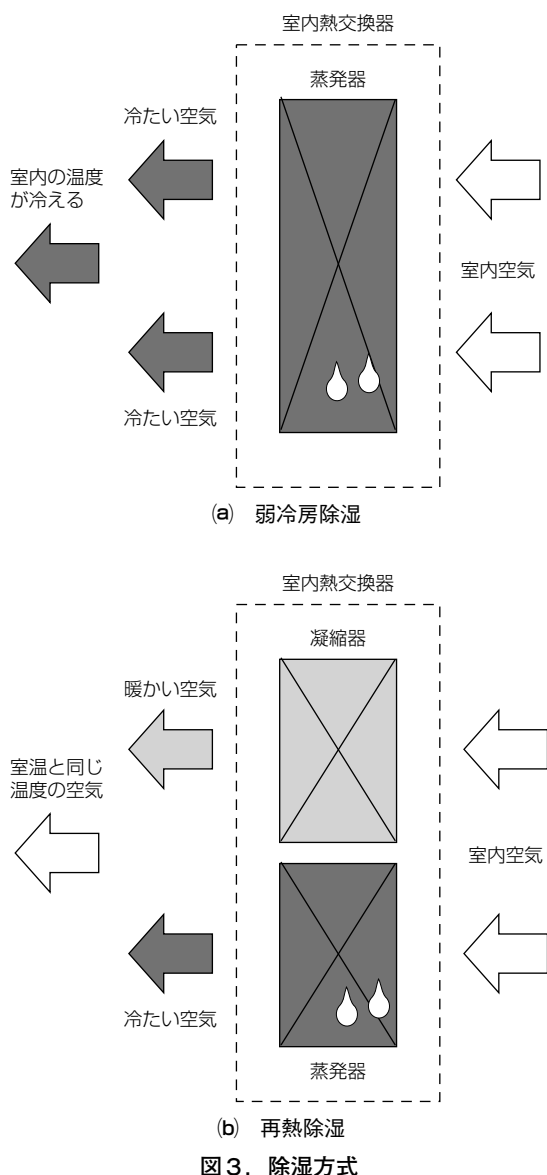 室内熱交換器
蒸発器
冷たい空気
室内の温度
が冷える
室内空気
冷たい空気
(a) 弱冷房除湿
室内熱交換器
凝縮器
暖かい空気
室温と同じ
温度の空気
室内空気
冷たい空気
蒸発器
(b) 再熱除湿
図3．除湿方式